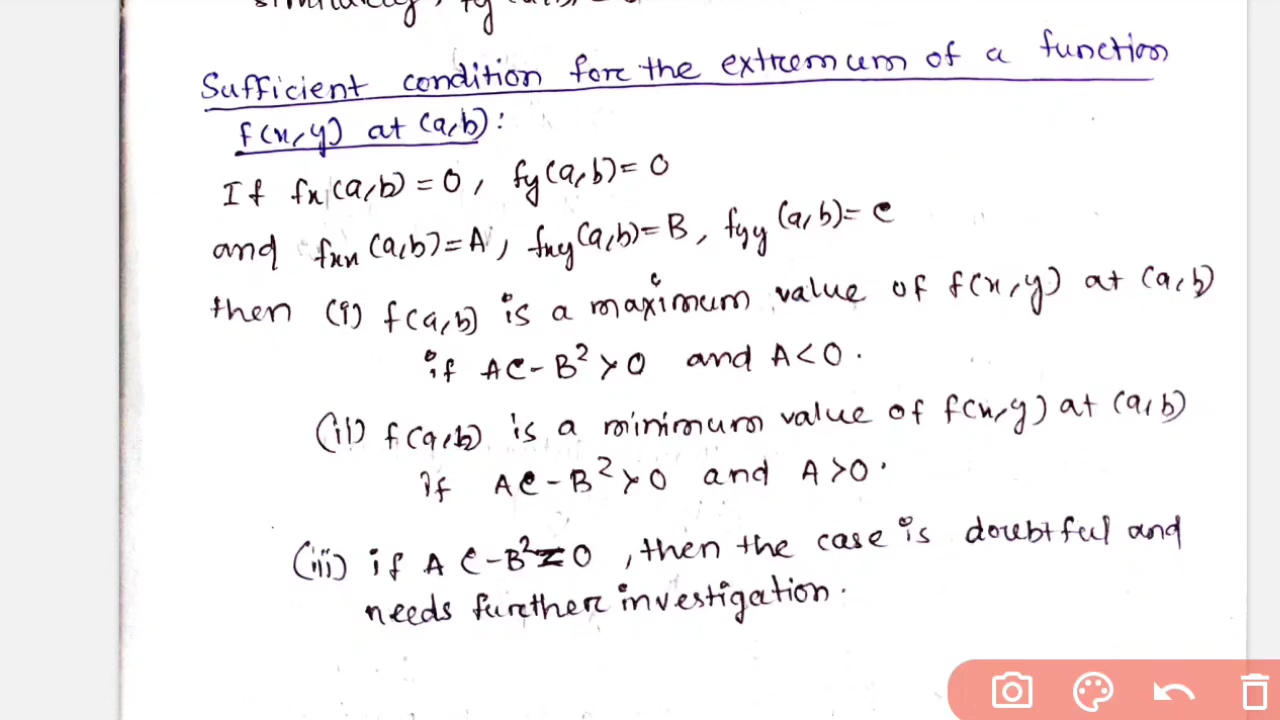 Sufficient condition fore the extremum of a function
f(x,y) at (a,b):
If fx(a,b) = 0, fy(a,b) = 0
and fxx (a,b) = A, fxy(a,b) = B, fyy (a,b) = C
then (i) f(a,b) is a maximum value of f(x,y) at (a,b)
if AC - B² > 0 and A < 0.
(ii) f(a,b) is a minimum value of f(x,y) at (a,b)
if AC - B² > 0 and A > 0.
(iii) if AC - B² = 0, then the case is doubtful and
needs further investigation.